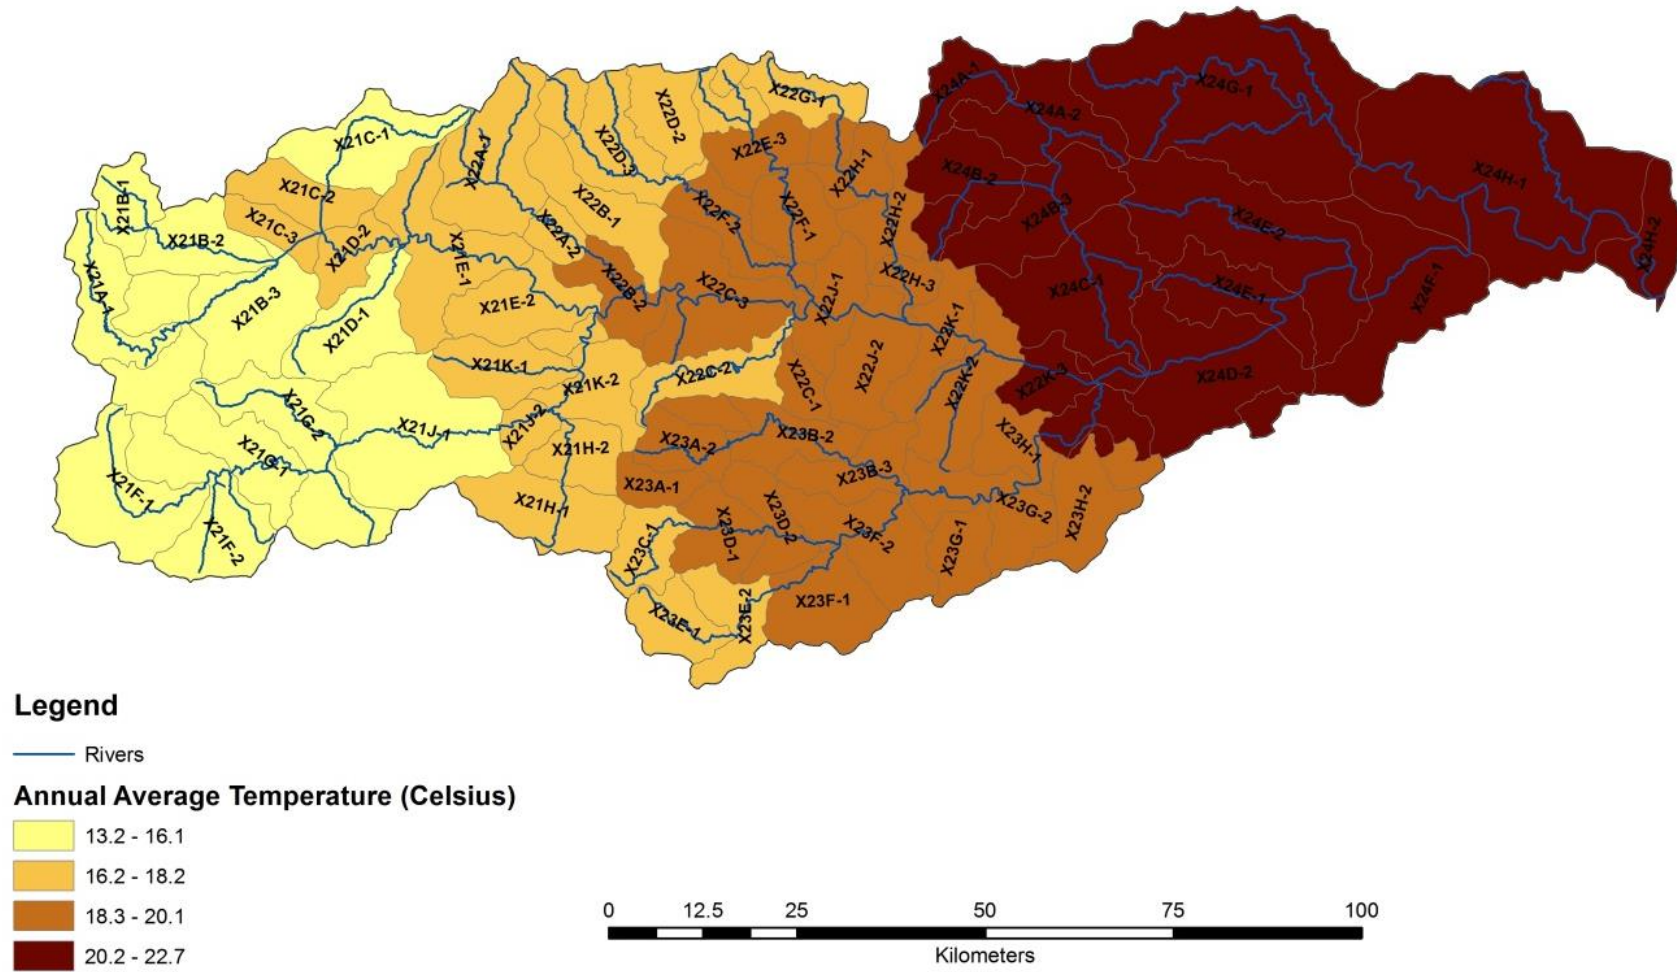 X24A-1
X24G-1
X22G-1
X24A-2
X22D-2
X21C-1
X22D-3
X22E-3
X22A-1
X22H-1
X24B-2
X24H-1
X21C-2
X21B-1
X22B-1
X22F-2
X22F-1
X22H-2
X24B-3
X24E-2
X21C-3
X21B-2
X21D-2
X22A-2
X24H-2
X21E-1
X22H-3
X21A-1
X22B-2
X22C-3
X22J-1
X24C-1
X24E-1
X24F-1
X21B-3
X21E-2
X21D-1
X22K-1
X21K-1
X22C-2
X22J-2
X21K-2
X22C-1
X22K-2
X22K-3
X24D-2
X21G-2
X21J-1
X21J-2
X23B-2
X23H-1
X21G-1
X21H-2
X23A-2
X23B-3
X21F-1
X23A-1
X21H-1
X23G-2
X23H-2
X21F-2
X23C-1
X23D-1
X23D-2
X23F-2
X23G-1
X23F-1
X23E-1
X23E-2
Legend
Rivers
Annual Average Temperature (Celsius)
13.2 - 16.1
16.2 - 18.2
18.3 - 20.1
20.2 - 22.7
0 12.5 25 50 75 100
Kilometers